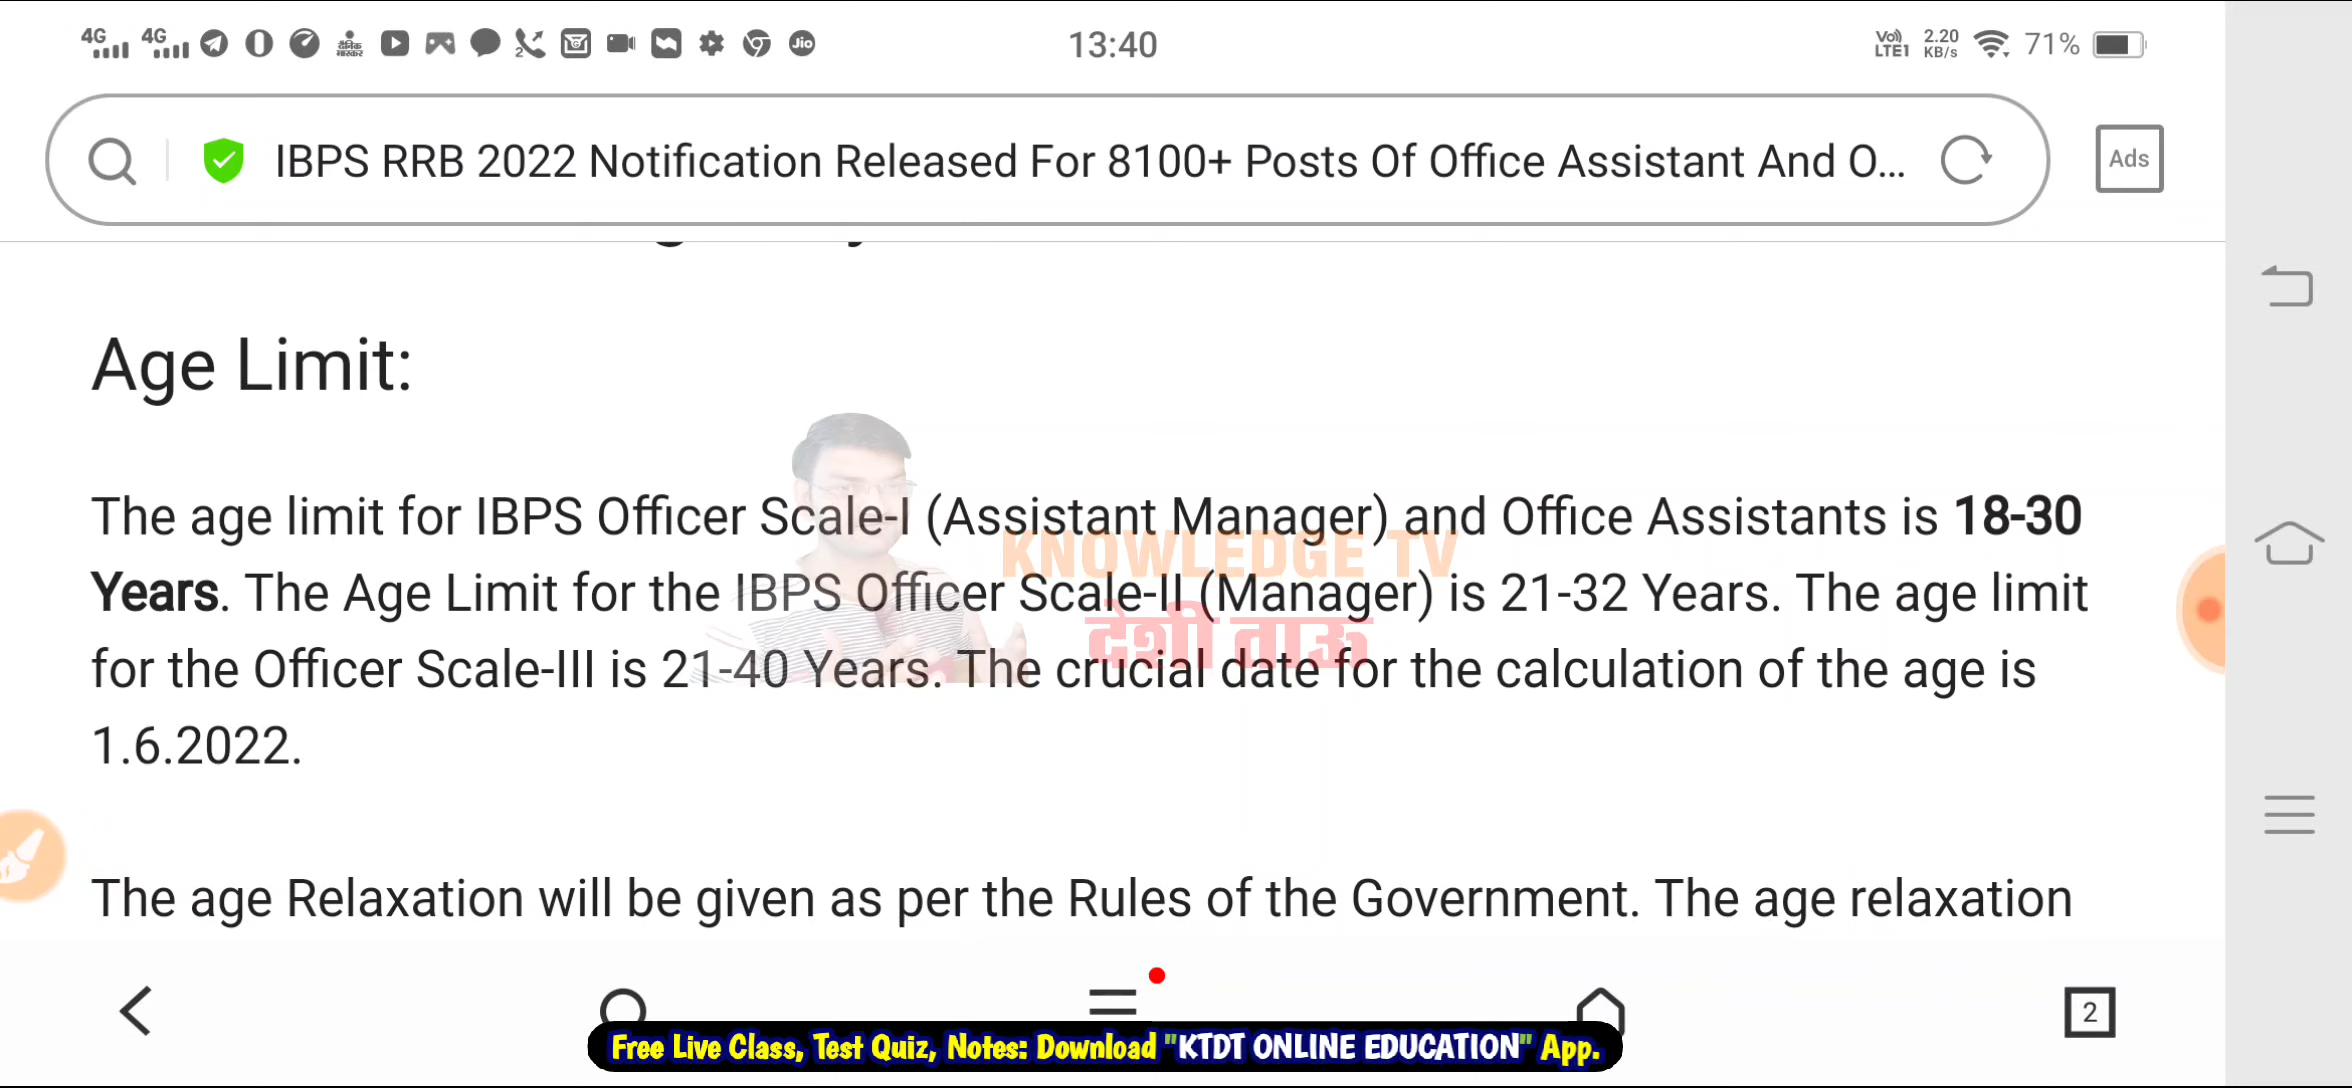 4G 4G 13:40 Vo) LTE1 2.20 KB/s 71%
दैनिक भास्कर
2
Jio
IBPS RRB 2022 Notification Released For 8100+ Posts Of Office Assistant And O...
Ads
Age Limit:
The age limit for IBPS Officer Scale-I (Assistant Manager) and Office Assistants is 18-30
KNOWLEDGE TV
Years. The Age Limit for the IBPS Officer Scale-II (Manager) is 21-32 Years. The age limit
देशी ताऊ
for the Officer Scale-III is 21-40 Years. The crucial date for the calculation of the age is
1.6.2022.
The age Relaxation will be given as per the Rules of the Government. The age relaxation
2
Free Live Class, Test Quiz, Notes: Download "KTDT ONLINE EDUCATION" App.